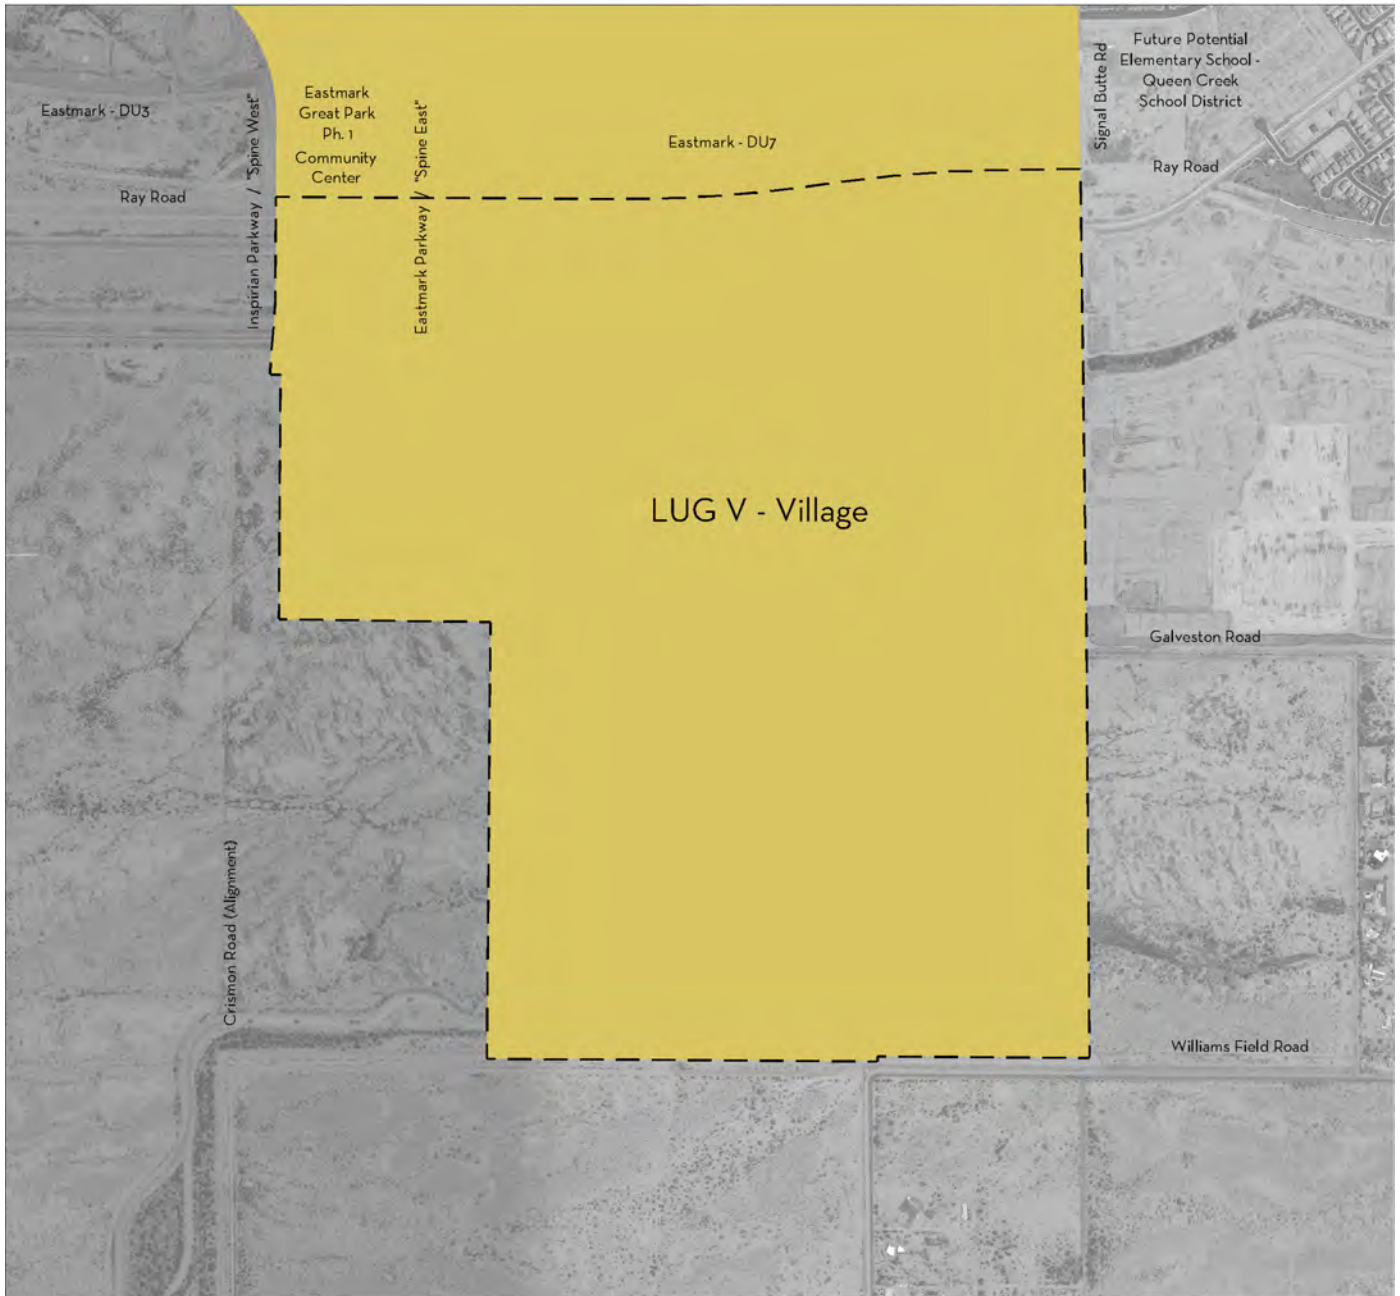 Future Potential
Elementary School -
Queen Creek
School District
Signal Butte Rd
Eastmark - DU3
Eastmark
Great Park
Ph. 1
Community
Center
Inspirian Parkway / "Spine West"
Eastmark Parkway / "Spine East"
Eastmark - DU7
Ray Road
Ray Road
LUG V - Village
Galveston Road
Crismon Road (Alignment)
Williams Field Road